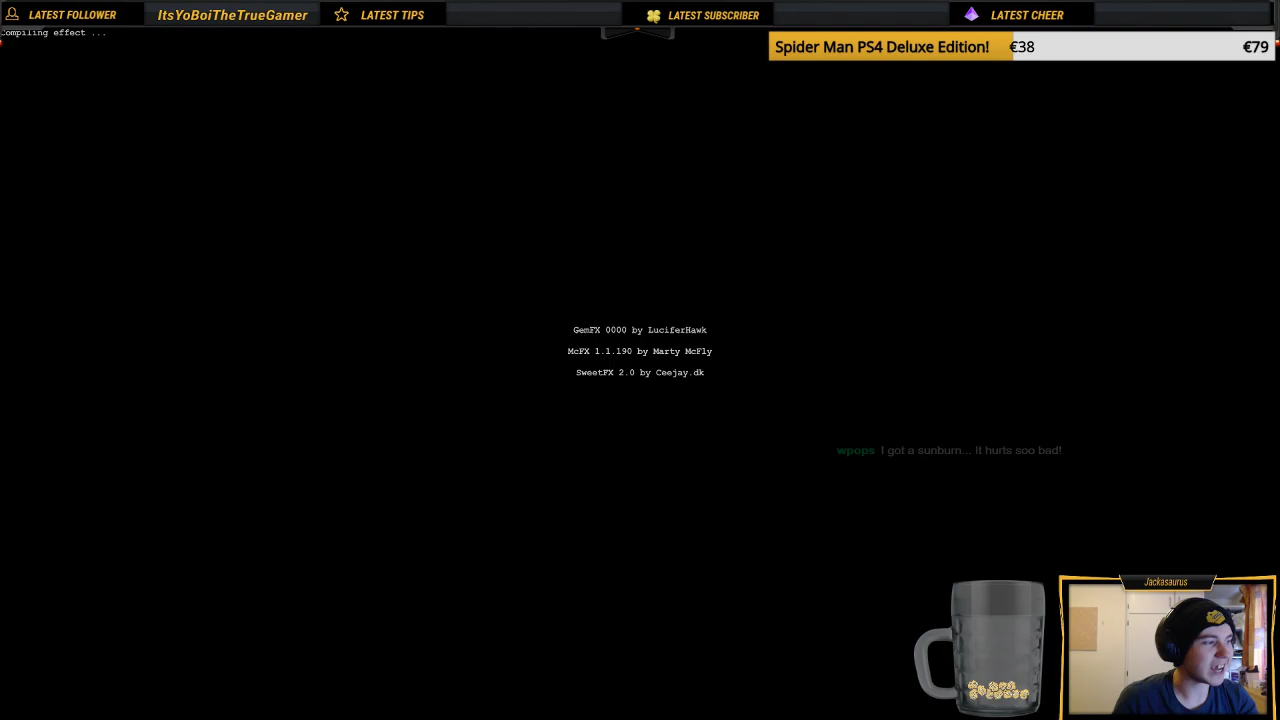 LATEST FOLLOWER
ItsYoBoiTheTrueGamer
LATEST TIPS
LATEST SUBSCRIBER
LATEST CHEER
Compiling effect ...
Spider Man PS4 Deluxe Edition!
€38
€79
GemFX 0000 by LuciferHawk
McFX 1.1.190 by Marty McFly
SweetFX 2.0 by Ceejay.dk
wpops I got a sunburn... It hurts soo bad!
Jackasaurus